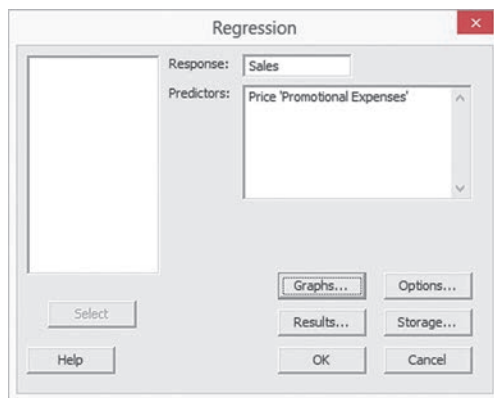 Regression
Response: Sales
Predictors: Price 'Promotional Expenses'
Graphs... Options...
Select
Results... Storage...
Help OK Cancel